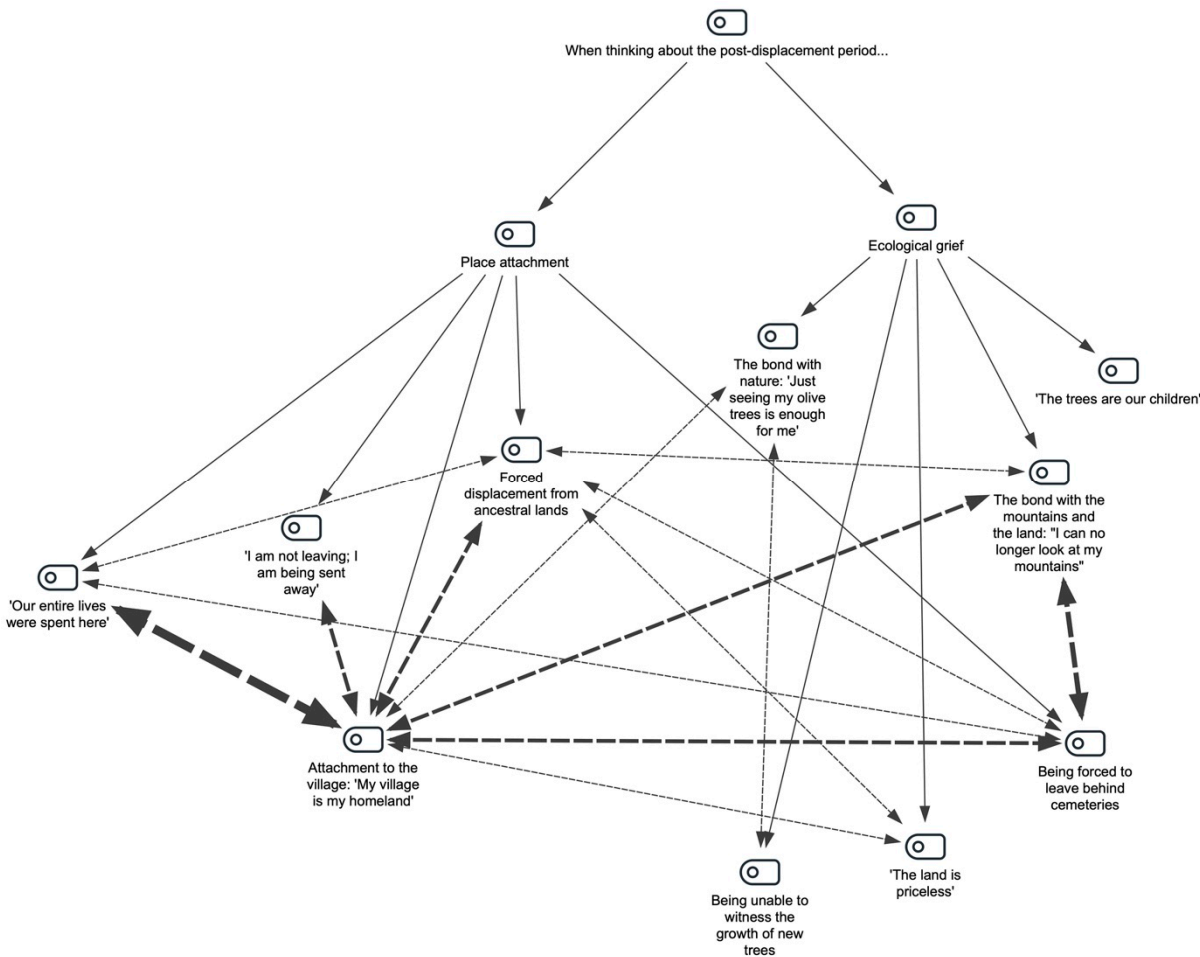 When thinking about the post-displacement period...
Place attachment
Ecological grief
The bond with
nature: 'Just
seeing my olive
trees is enough
for me'
'The trees are our children'
Forced
displacement from
ancestral lands
The bond with the
mountains and
the land: "I can no
longer look at my
mountains"
'I am not leaving; I
am being sent
away'
'Our entire lives
were spent here'
Attachment to the
village: 'My village
is my homeland'
Being forced to
leave behind
cemeteries
'The land is
priceless'
Being unable to
witness the
growth of new
trees